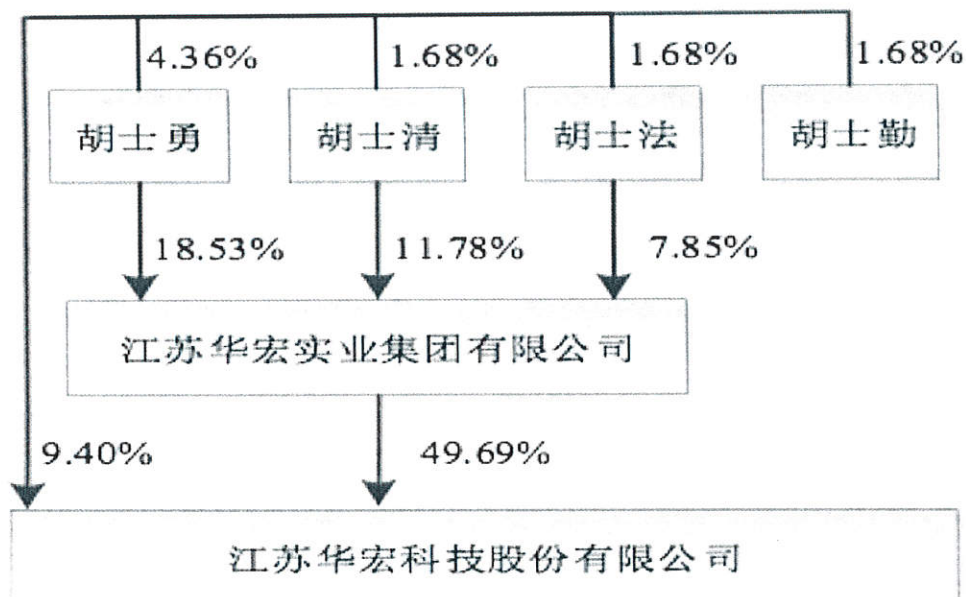 4.36% 1.68% 1.68% 1.68%
胡士勇 胡士清 胡士法 胡士勤
18.53% 11.78% 7.85%
江苏华宏实业集团有限公司
9.40% 49.69%
江苏华宏科技股份有限公司